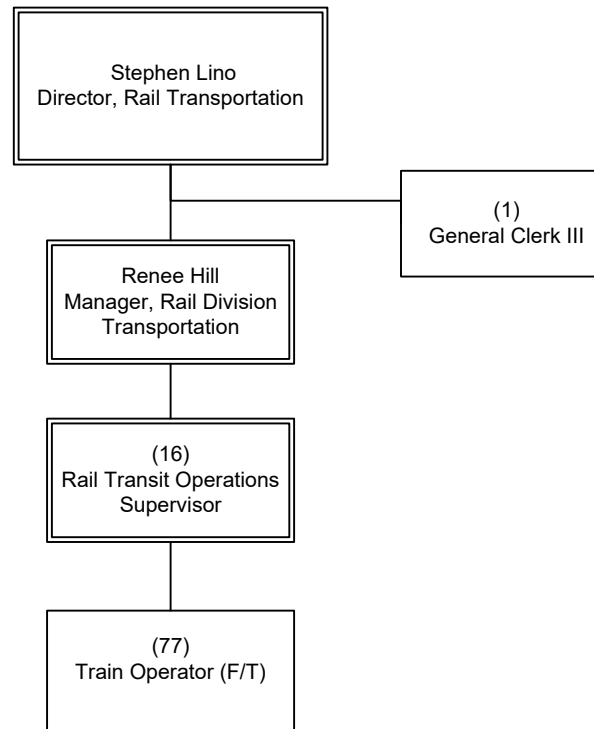 Stephen Lino
Director, Rail Transportation
(1)
General Clerk III
Renee Hill
Manager, Rail Division
Transportation
(16)
Rail Transit Operations
Supervisor
(77)
Train Operator (F/T)